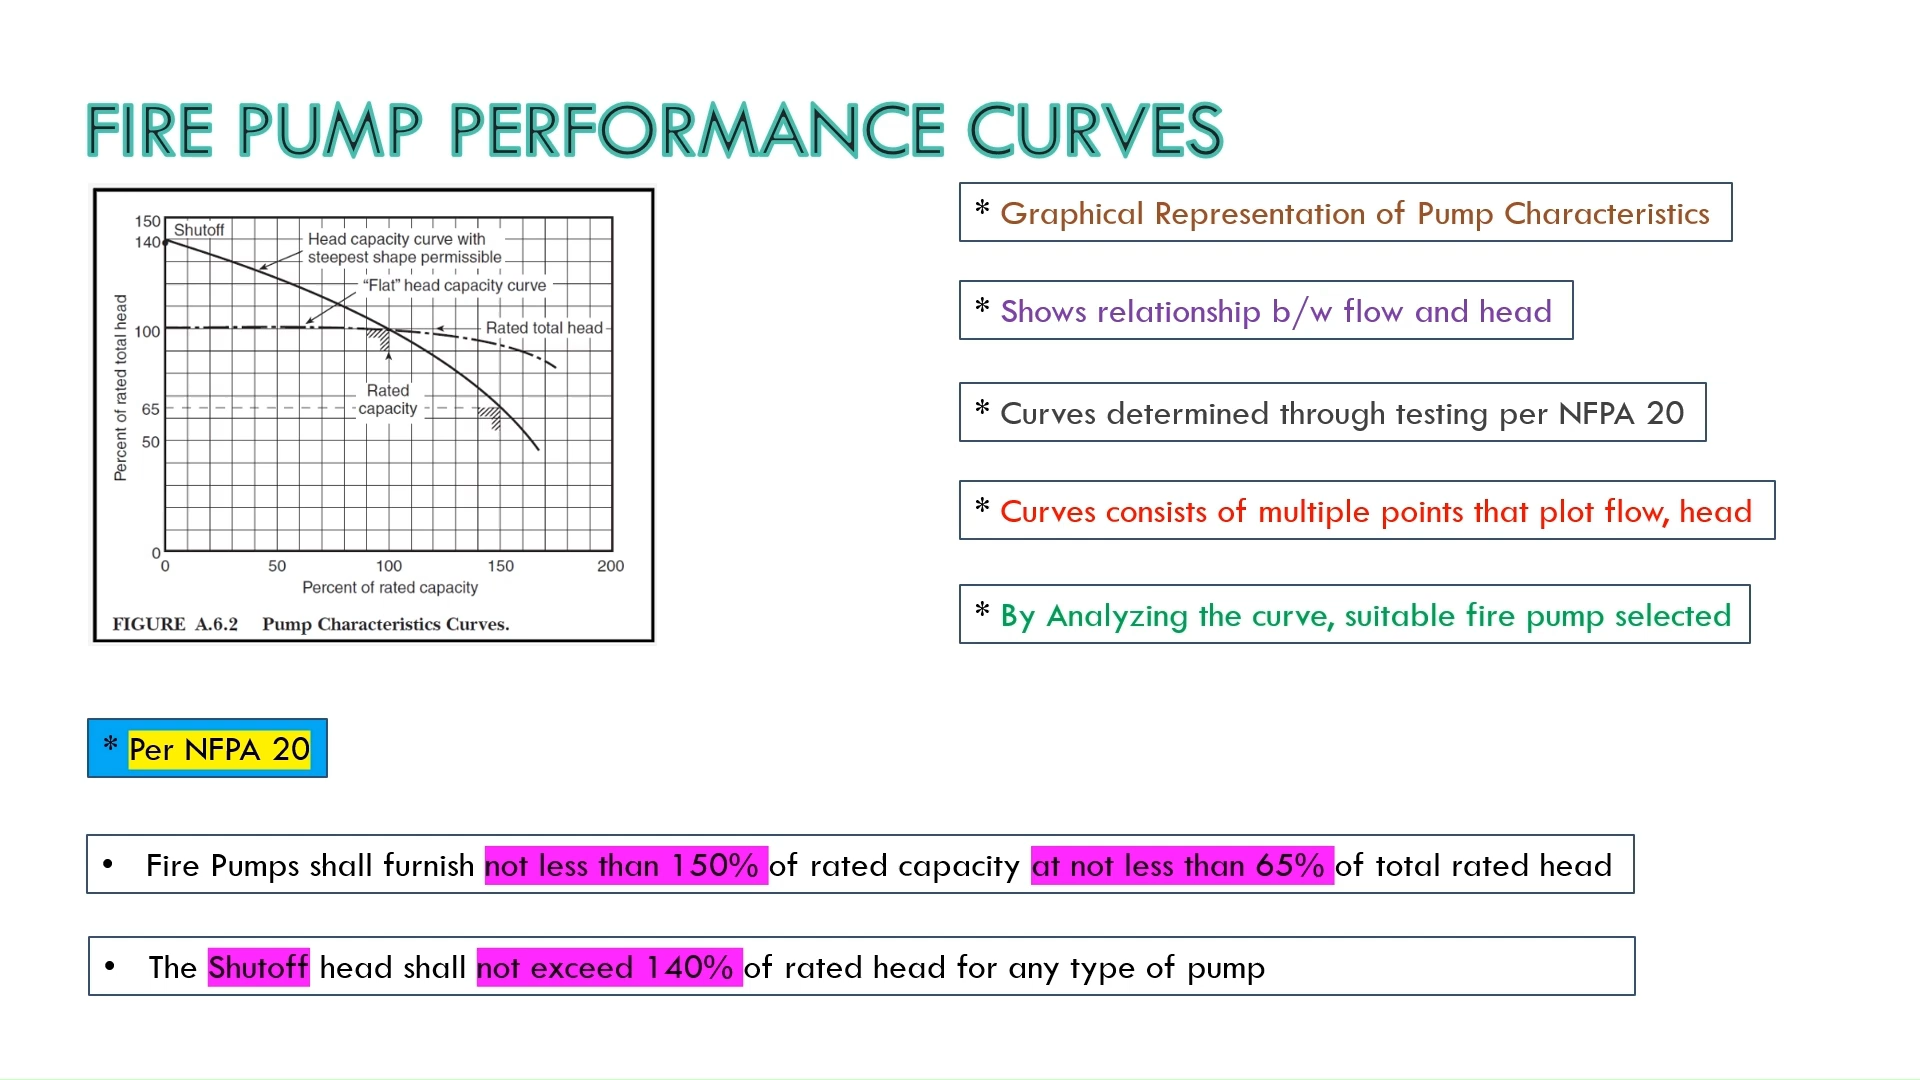 FIRE PUMP PERFORMANCE CURVES
150
Shutoff
140
Head capacity curve with
steepest shape permissible
“Flat” head capacity curve
100
Rated total head
Rated
capacity
65
50
0
Percent of rated total head
0 50 100 150 200
Percent of rated capacity
FIGURE A.6.2 Pump Characteristics Curves.
* Graphical Representation of Pump Characteristics
* Shows relationship b/w flow and head
* Curves determined through testing per NFPA 20
* Curves consists of multiple points that plot flow, head
* By Analyzing the curve, suitable fire pump selected
* Per NFPA 20
• Fire Pumps shall furnish not less than 150% of rated capacity at not less than 65% of total rated head
• The Shutoff head shall not exceed 140% of rated head for any type of pump